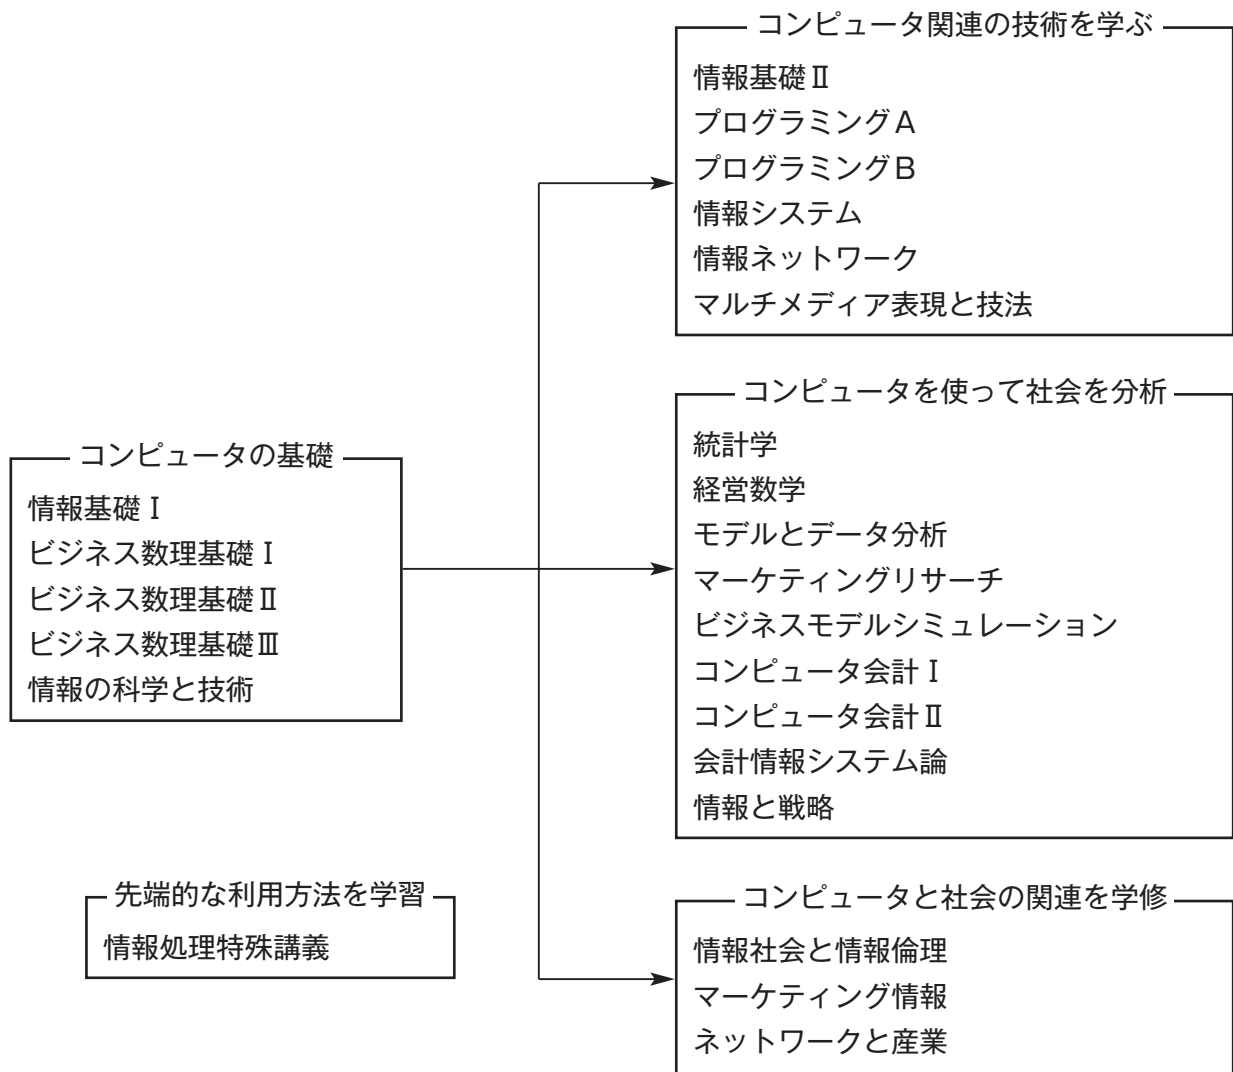 コンピュータの基礎
情報基礎Ⅰ
ビジネス数理基礎Ⅰ
ビジネス数理基礎Ⅱ
ビジネス数理基礎Ⅲ
情報の科学と技術
先端的な利用方法を学習
情報処理特殊講義
コンピュータ関連の技術を学ぶ
情報基礎Ⅱ
プログラミングA
プログラミングB
情報システム
情報ネットワーク
マルチメディア表現と技法
コンピュータを使って社会を分析
統計学
経営数学
モデルとデータ分析
マーケティングリサーチ
ビジネスモデルシミュレーション
コンピュータ会計Ⅰ
コンピュータ会計Ⅱ
会計情報システム論
情報と戦略
コンピュータと社会の関連を学修
情報社会と情報倫理
マーケティング情報
ネットワークと産業